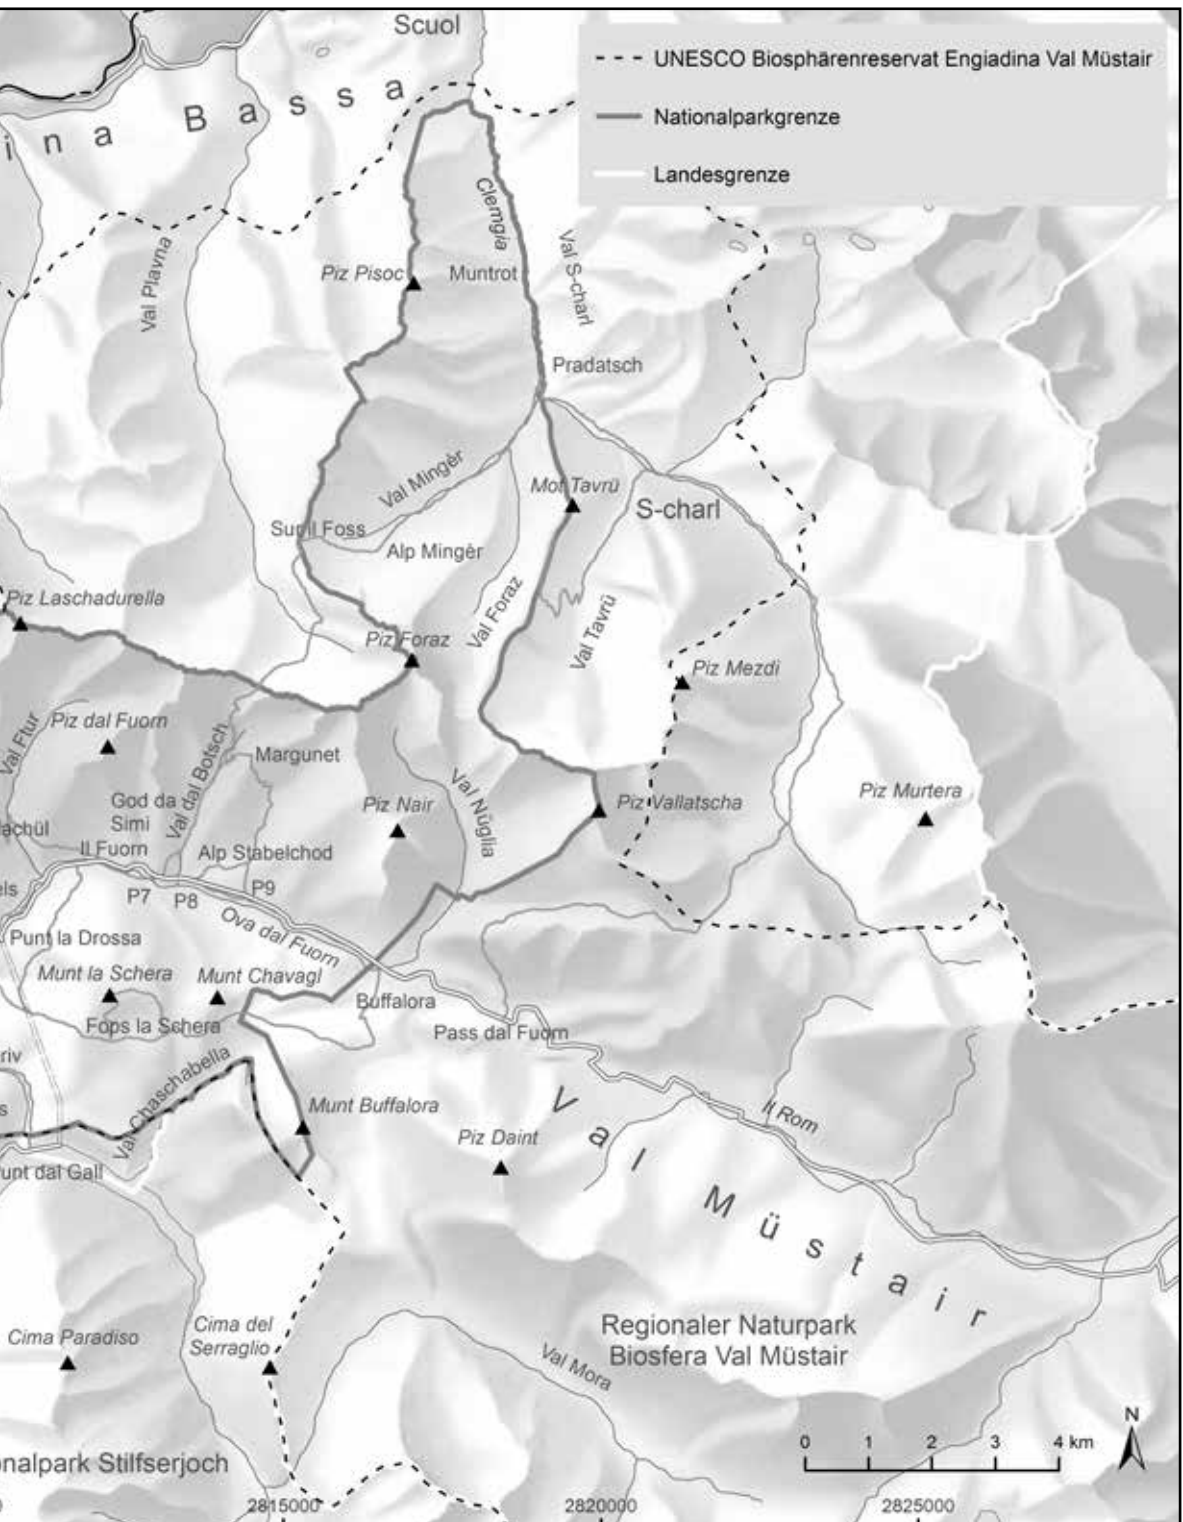 Scuol
UNESCO Biosphärenreservat Engiadina Val Müstair
Nationalparkgrenze
Landesgrenze
ina Bassa
Clemgia
Val S-charl
Val Plavna
Piz Pisoc
Muntrot
Pradatsch
Val Mingèr
Mot Tavrü
S-charl
Sur il Foss
Alp Mingèr
Val Foraz
Val Tavrü
Piz Laschadurella
Piz Foraz
Piz Mezdi
Val Ftur
Piz dal Fuorn
Val dal Botsch
Margunet
Val Nüglia
Piz Nair
Piz Vallatscha
Piz Murtera
God da
Simi
achül
Il Fuorn
Alp Stabelchod
els
P7
P8
P9
Ova dal Fuorn
Punt la Drossa
Munt la Schera
Munt Chavagl
Buffalora
Fops la Schera
Pass dal Fuorn
riv
s
Val Chaschabella
Munt Buffalora
Piz Daint
Il Rom
unt dal Gall
Val Müstair
Cima Paradiso
Cima del
Serraglio
Regionaler Naturpark
Biosfera Val Müstair
Val Mora
N
0 1 2 3 4 km
onalpark Stilfserjoch
2815000
2820000
2825000